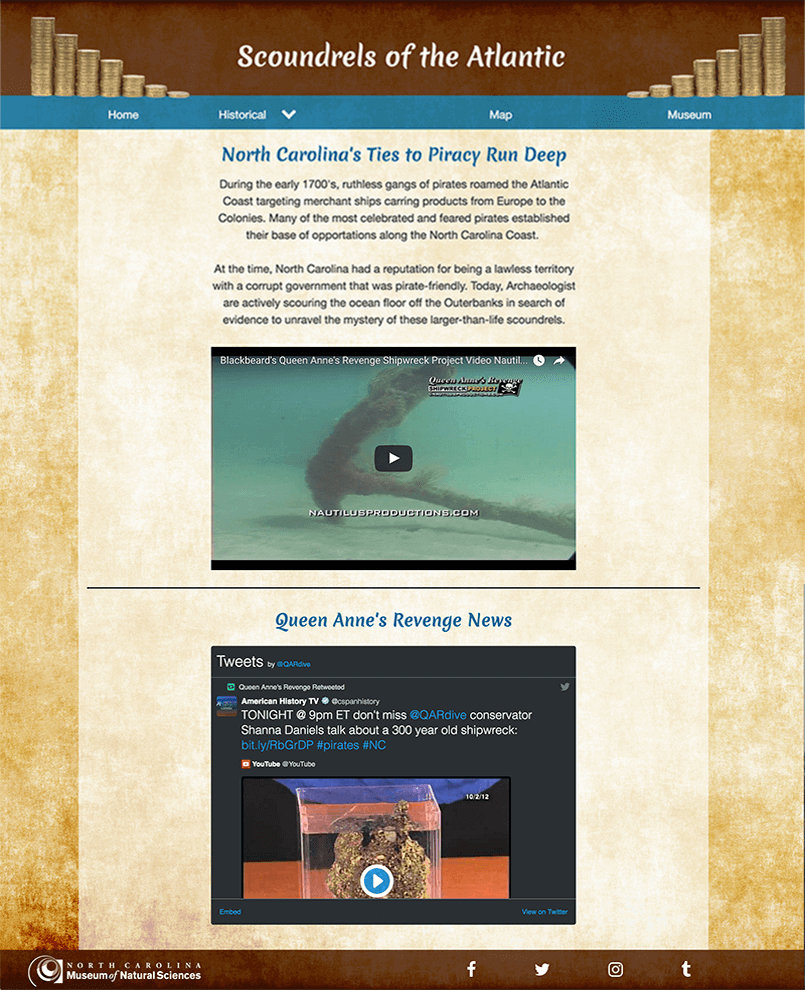 Scoundrels of the Atlantic
Home Historical Map Museum
North Carolina's Ties to Piracy Run Deep
During the early 1700's, ruthless gangs of pirates roamed the Atlantic
Coast targeting merchant ships carring products from Europe to the
Colonies. Many of the most celebrated and feared pirates established
their base of opportations along the North Carolina Coast.
At the time, North Carolina had a reputation for being a lawless territory
with a corrupt government that was pirate-friendly. Today, Archaeologist
are actively scouring the ocean floor off the Outerbanks in search of
evidence to unravel the mystery of these larger-than-life scoundrels.
Blackbeard's Queen Anne's Revenge Shipwreck Project Video Nautil...
Queen Anne's Revenge
SHIPWRECK PROJECT
NAUTILUSPRODUCTIONS.COM
Queen Anne's Revenge News
Tweets by @QARdive
Queen Anne's Revenge Retweeted
American History TV @cspanhistory
TONIGHT @ 9pm ET don't miss @QARdive conservator
Shanna Daniels talk about a 300 year old shipwreck:
bit.ly/RbGrDP #pirates #NC
YouTube @YouTube
10/2/12
Embed View on Twitter
NORTH CAROLINA
Museum of Natural Sciences